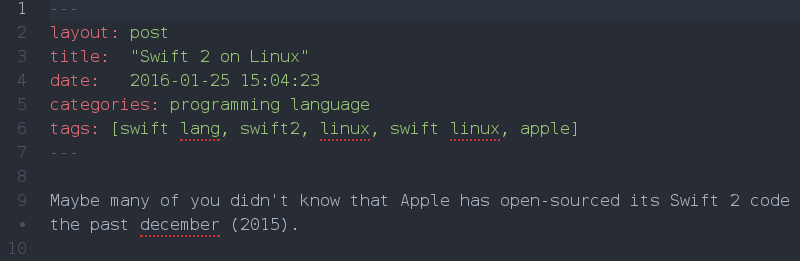 1 ---
2 layout: post
3 title:  "Swift 2 on Linux"
4 date:   2016-01-25 15:04:23
5 categories: programming language
6 tags: [swift lang, swift2, linux, swift linux, apple]
7 ---
8
9 Maybe many of you didn't know that Apple has open-sourced its Swift 2 code
• the past december (2015).
10